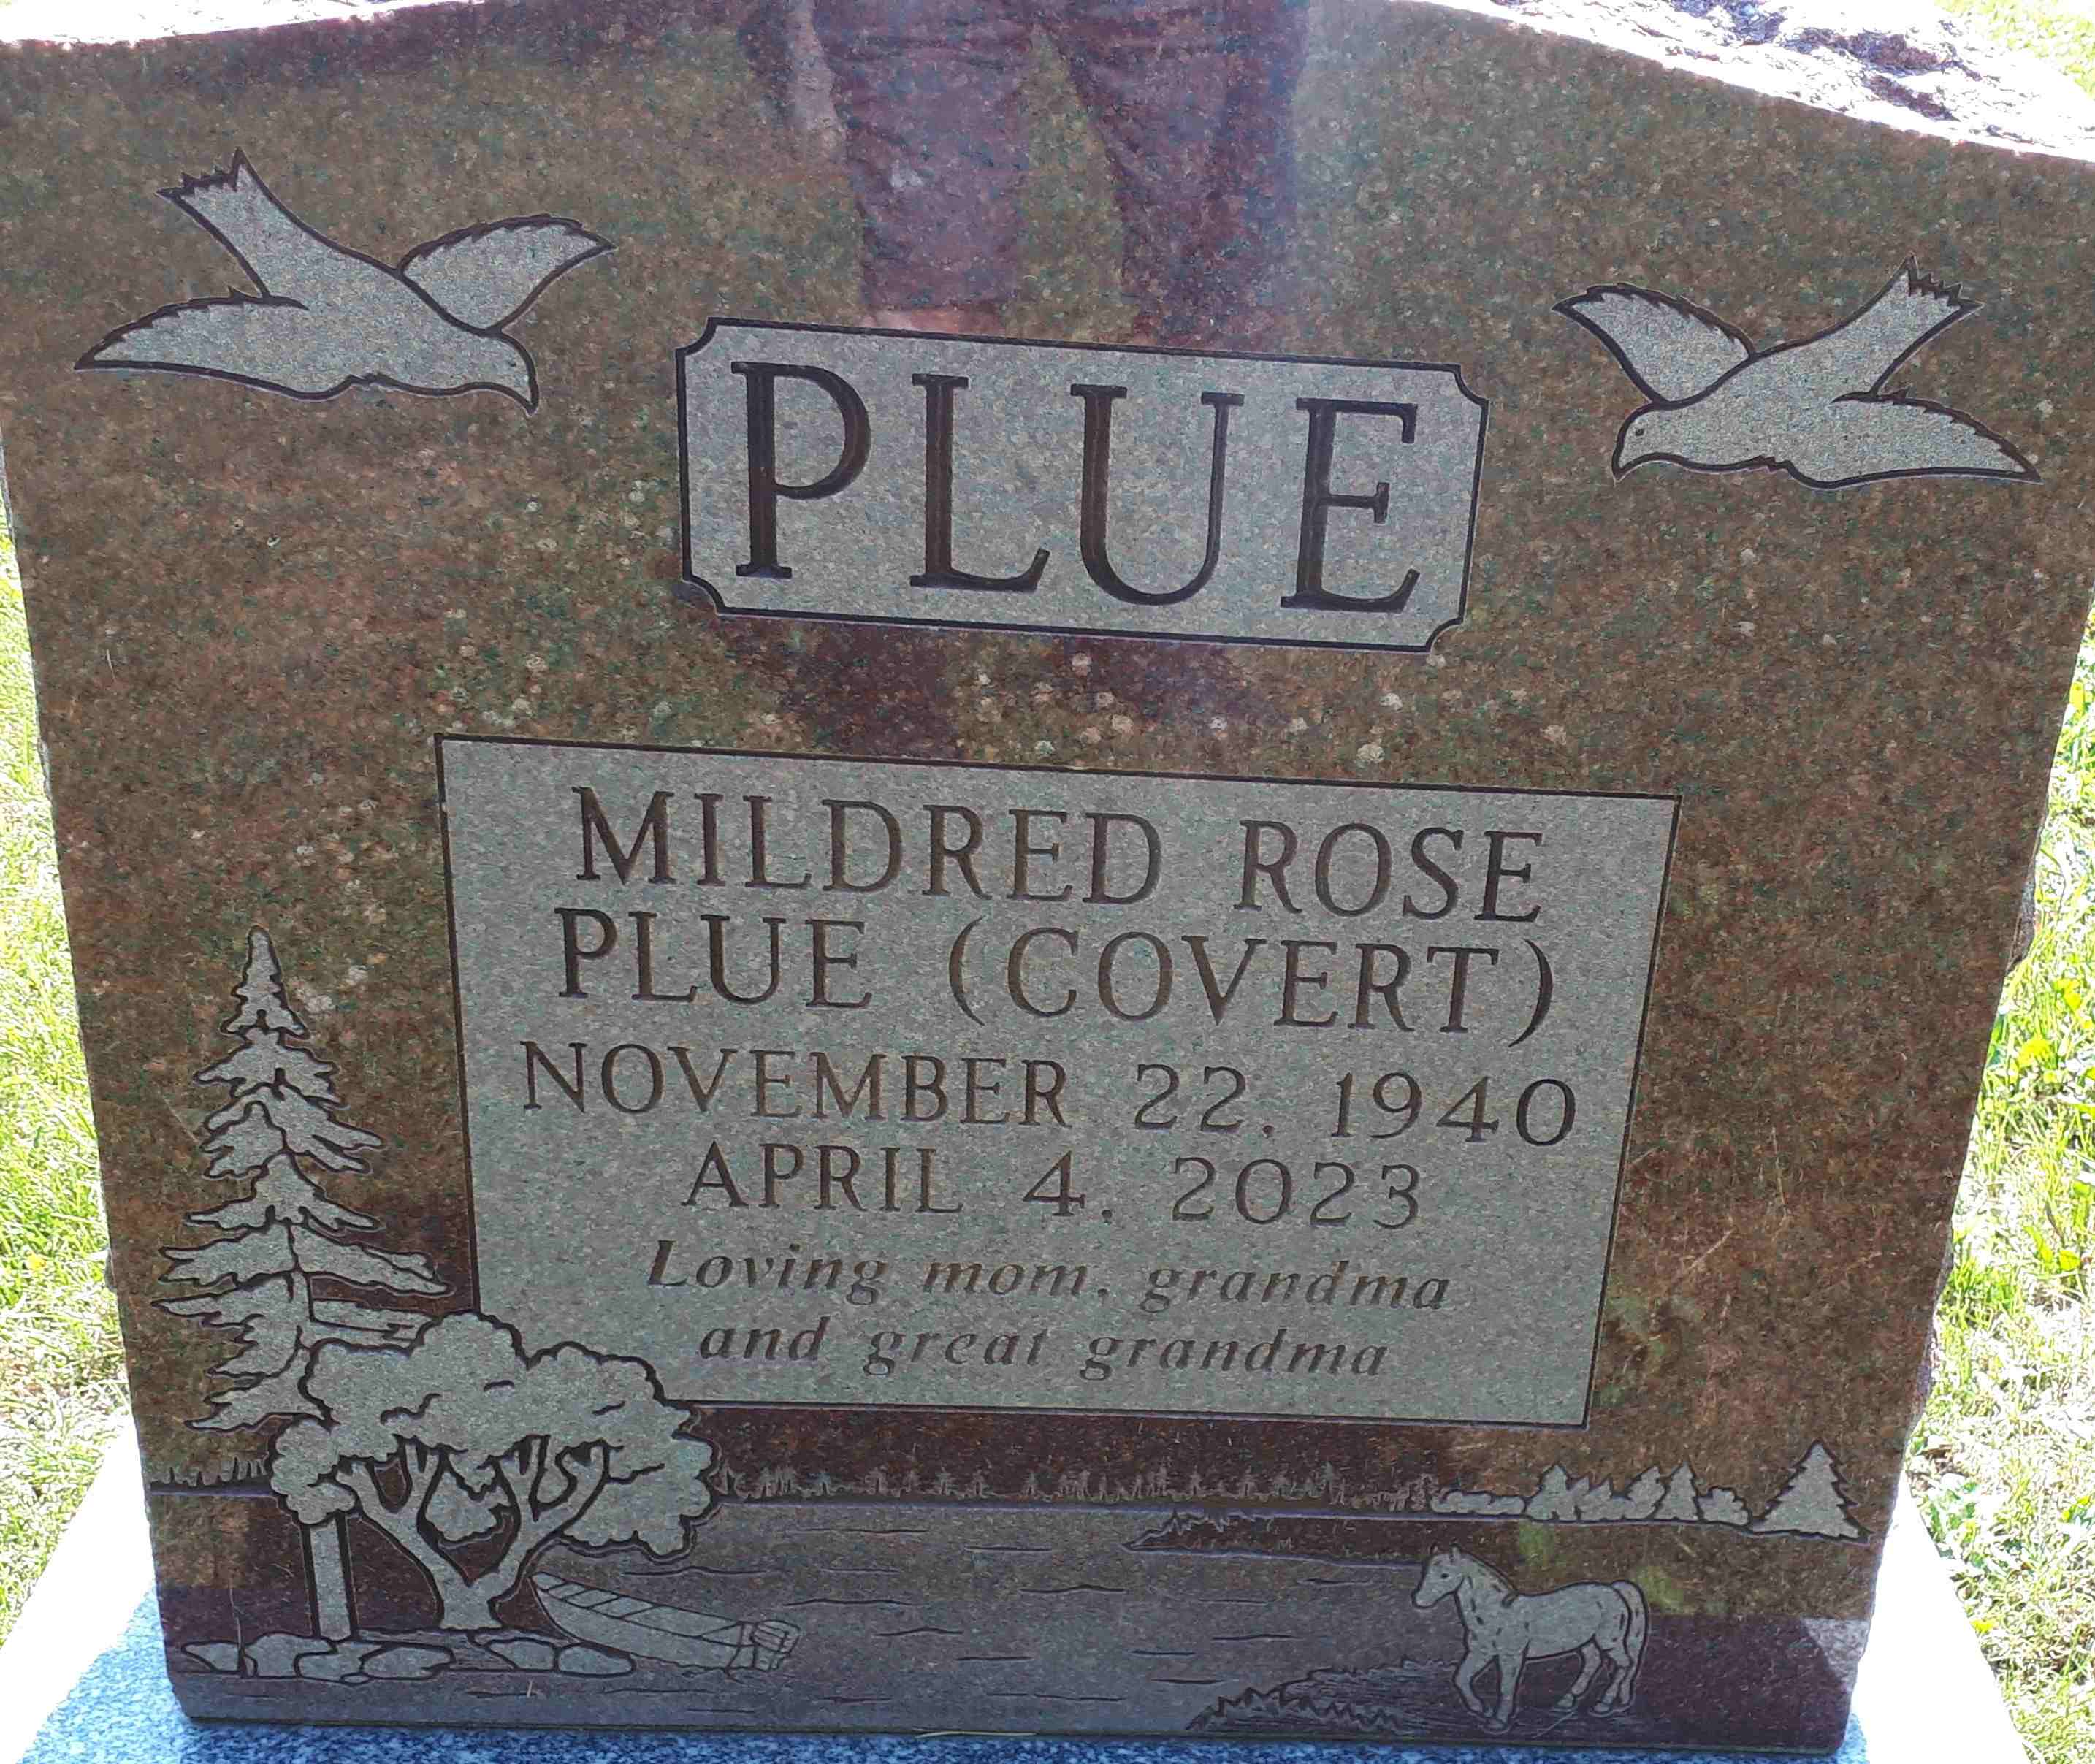 PLUE
MILDRED ROSE
PLUE (COVERT)
NOVEMBER 22, 1940
APRIL 4, 2023
Loving mom, grandma
and great grandma